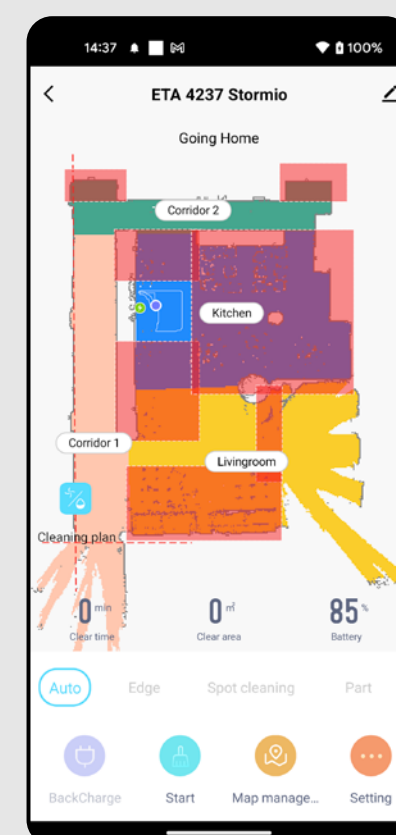 14:37 100%
ETA 4237 Stormio
Going Home
Corridor 2
Kitchen
Corridor 1
Livingroom
Cleaning plan
0 min 0 m² 85 %
Clear time Clear area Battery
Auto Edge Spot cleaning Part
BackCharge Start Map manage... Setting